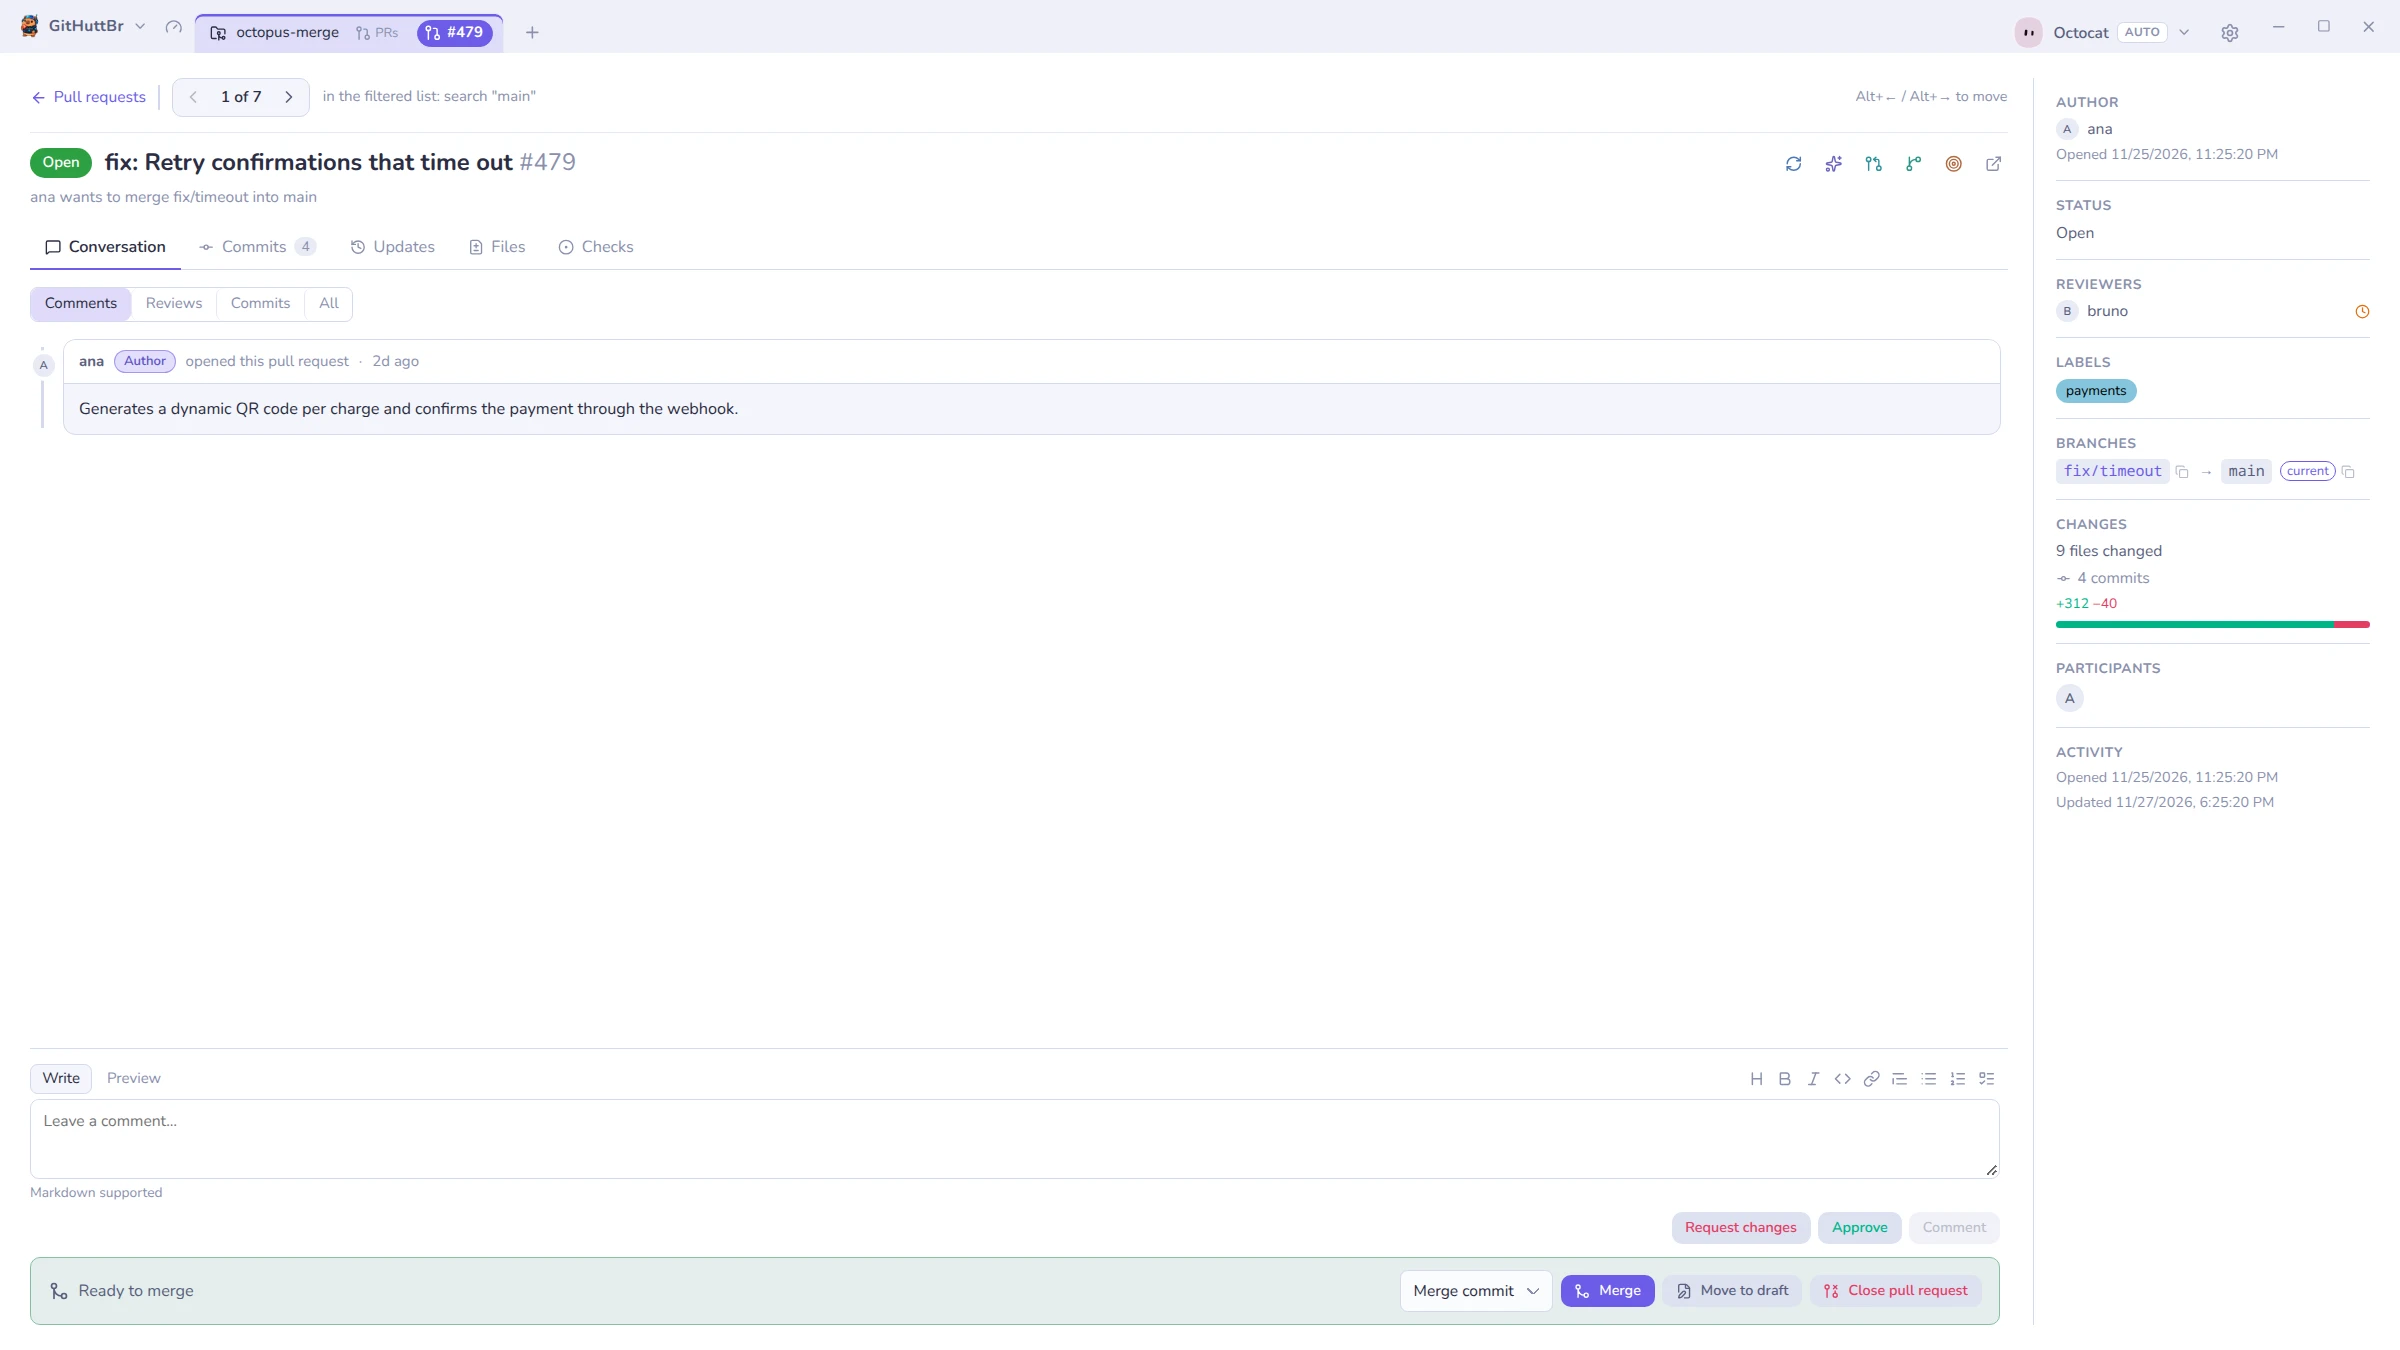 GitHuttBr
octopus-merge PRs #479
Octocat AUTO
Pull requests 1 of 7 in the filtered list: search "main"
Alt+← / Alt+→ to move
Open fix: Retry confirmations that time out #479
ana wants to merge fix/timeout into main
Conversation Commits 4 Updates Files Checks
Comments Reviews Commits All
A ana Author opened this pull request · 2d ago
Generates a dynamic QR code per charge and confirms the payment through the webhook.
Write Preview
Leave a comment...
Markdown supported
Request changes Approve Comment
Ready to merge
Merge commit Merge Move to draft Close pull request
AUTHOR
A ana
Opened 11/25/2026, 11:25:20 PM
STATUS
Open
REVIEWERS
B bruno
LABELS
payments
BRANCHES
fix/timeout → main current
CHANGES
9 files changed
4 commits
+312 −40
PARTICIPANTS
A
ACTIVITY
Opened 11/25/2026, 11:25:20 PM
Updated 11/27/2026, 6:25:20 PM